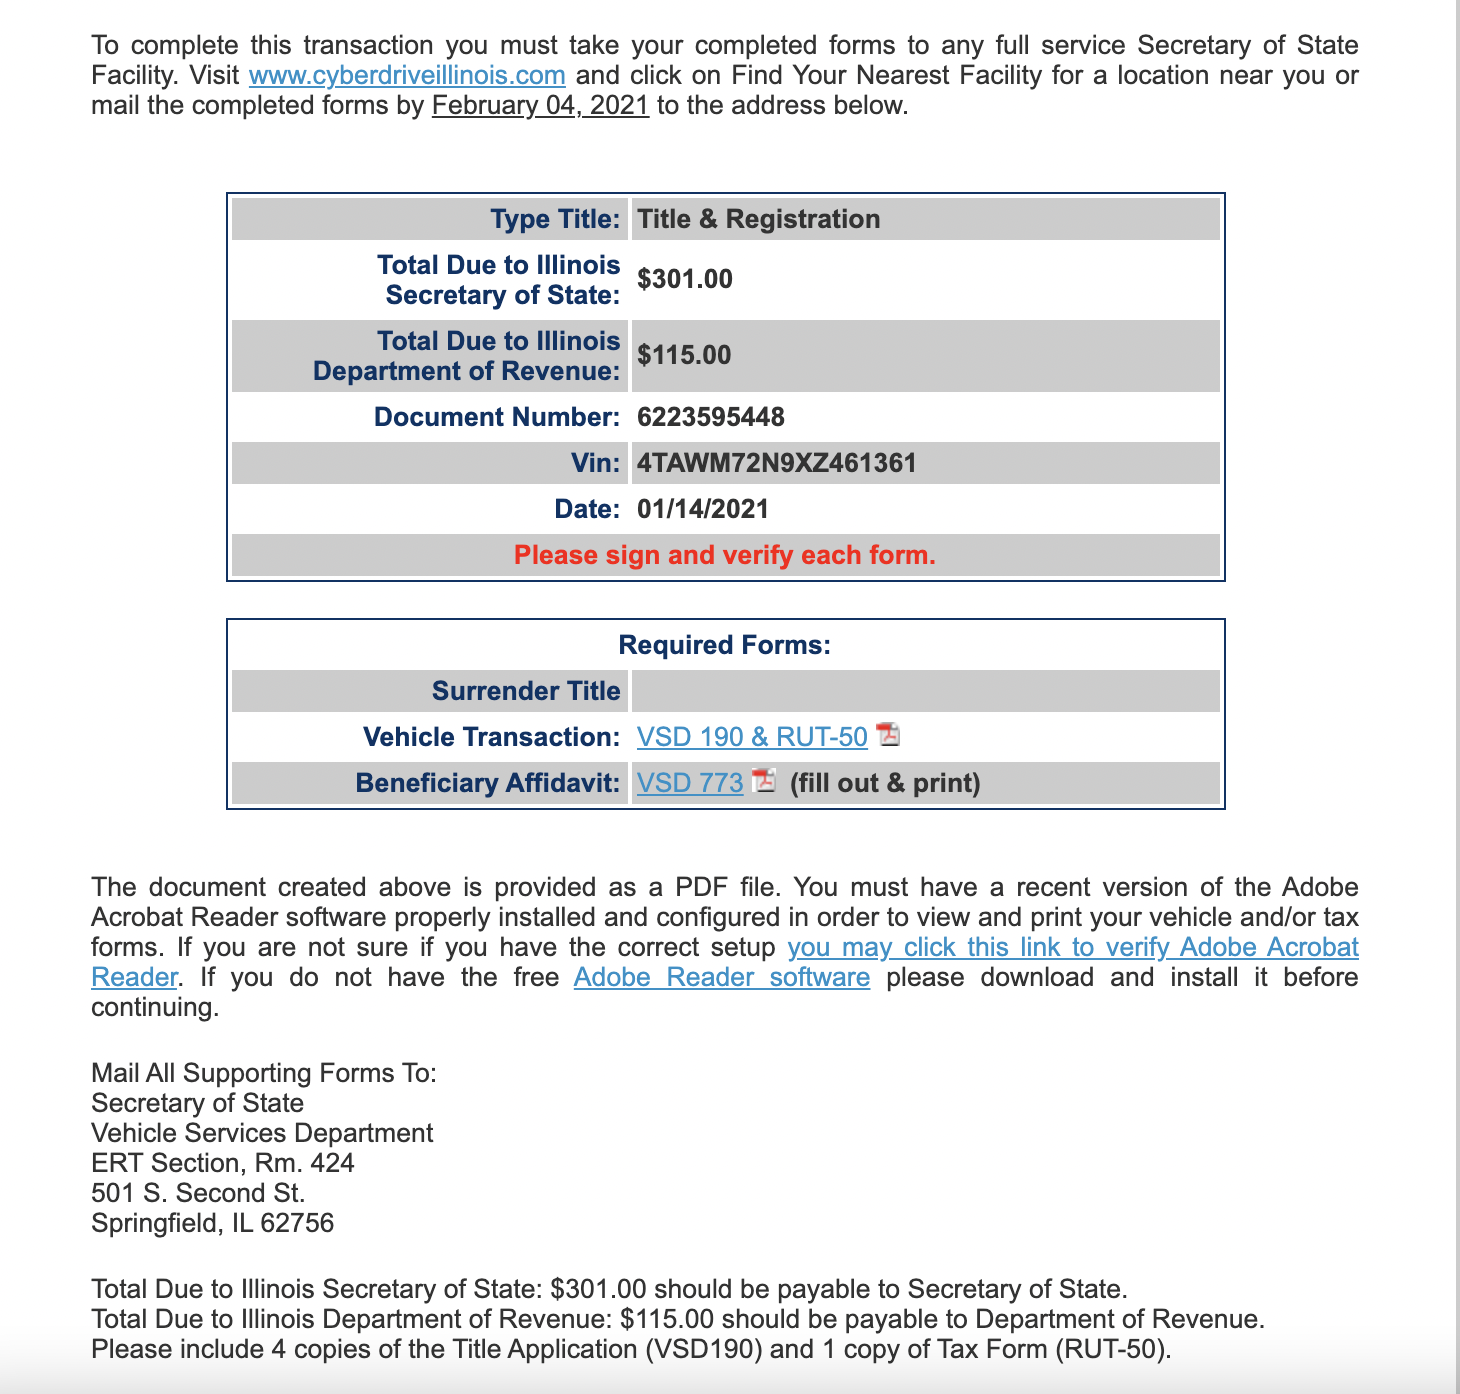 To complete this transaction you must take your completed forms to any full service Secretary of State
Facility. Visit www.cyberdriveillinois.com and click on Find Your Nearest Facility for a location near you or
mail the completed forms by February 04, 2021 to the address below.
Type Title: Title & Registration
Total Due to Illinois
Secretary of State: $301.00
Total Due to Illinois
Department of Revenue: $115.00
Document Number: 6223595448
Vin: 4TAWM72N9XZ461361
Date: 01/14/2021
Please sign and verify each form.
Required Forms:
Surrender Title
Vehicle Transaction: VSD 190 & RUT-50
Beneficiary Affidavit: VSD 773 (fill out & print)
The document created above is provided as a PDF file. You must have a recent version of the Adobe
Acrobat Reader software properly installed and configured in order to view and print your vehicle and/or tax
forms. If you are not sure if you have the correct setup you may click this link to verify Adobe Acrobat
Reader. If you do not have the free Adobe Reader software please download and install it before
continuing.
Mail All Supporting Forms To:
Secretary of State
Vehicle Services Department
ERT Section, Rm. 424
501 S. Second St.
Springfield, IL 62756
Total Due to Illinois Secretary of State: $301.00 should be payable to Secretary of State.
Total Due to Illinois Department of Revenue: $115.00 should be payable to Department of Revenue.
Please include 4 copies of the Title Application (VSD190) and 1 copy of Tax Form (RUT-50).